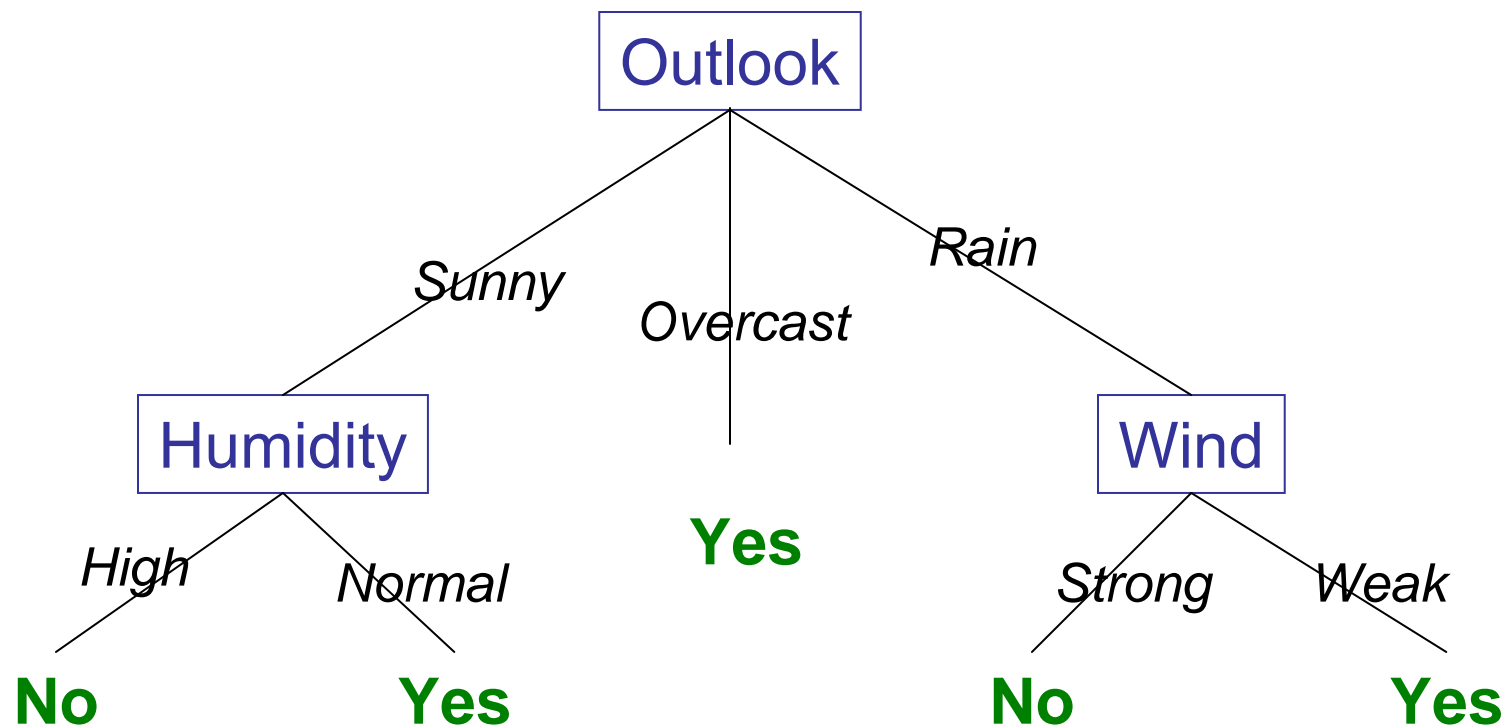 Outlook
Sunny
Overcast
Rain
Humidity
Wind
High
Normal
Yes
Strong
Weak
No
Yes
No
Yes